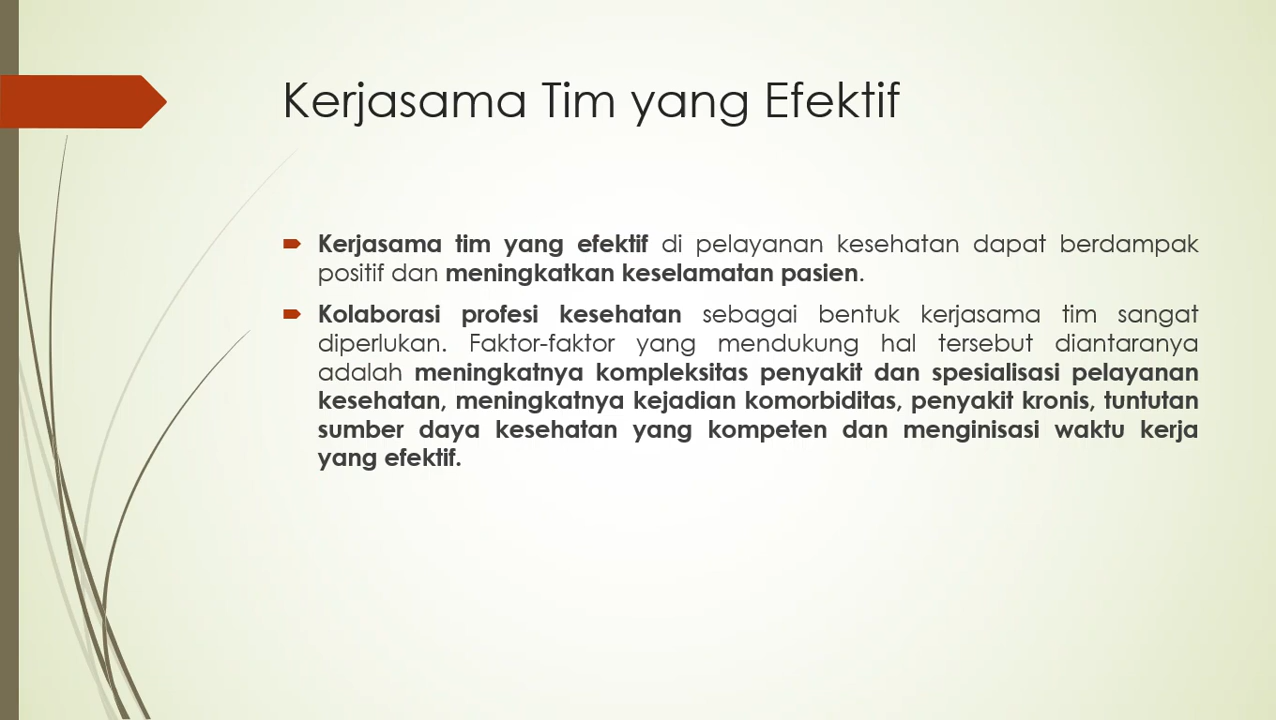 Kerjasama Tim yang Efektif
Kerjasama tim yang efektif di pelayanan kesehatan dapat berdampak
positif dan meningkatkan keselamatan pasien.
Kolaborasi profesi kesehatan sebagai bentuk kerjasama tim sangat
diperlukan. Faktor-faktor yang mendukung hal tersebut diantaranya
adalah meningkatnya kompleksitas penyakit dan spesialisasi pelayanan
kesehatan, meningkatnya kejadian komorbiditas, penyakit kronis, tuntutan
sumber daya kesehatan yang kompeten dan menginisasi waktu kerja
yang efektif.